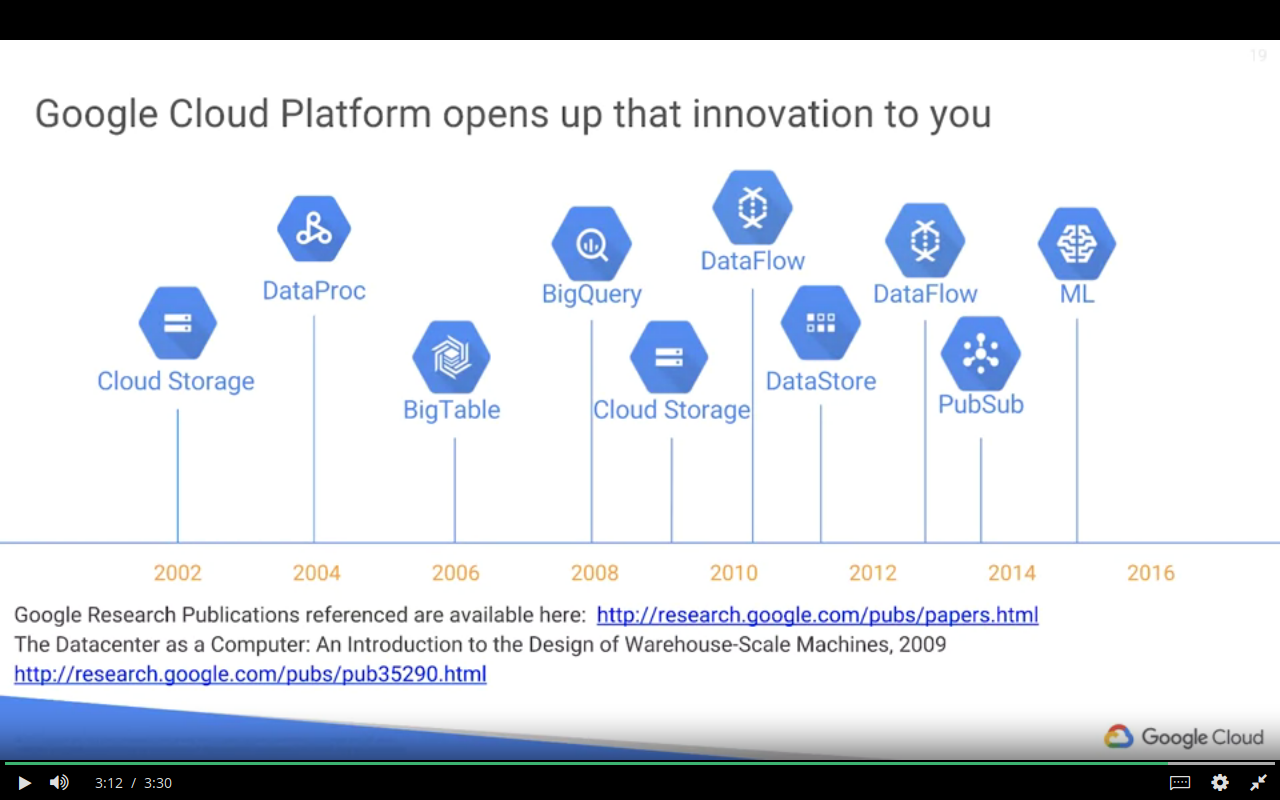 19
Google Cloud Platform opens up that innovation to you
DataFlow
DataProc
BigQuery
DataFlow
ML
Cloud Storage
DataStore
BigTable
Cloud Storage
PubSub
2002 2004 2006 2008 2010 2012 2014 2016
Google Research Publications referenced are available here: http://research.google.com/pubs/papers.html
The Datacenter as a Computer: An Introduction to the Design of Warehouse-Scale Machines, 2009
http://research.google.com/pubs/pub35290.html
Google Cloud
3:12 / 3:30